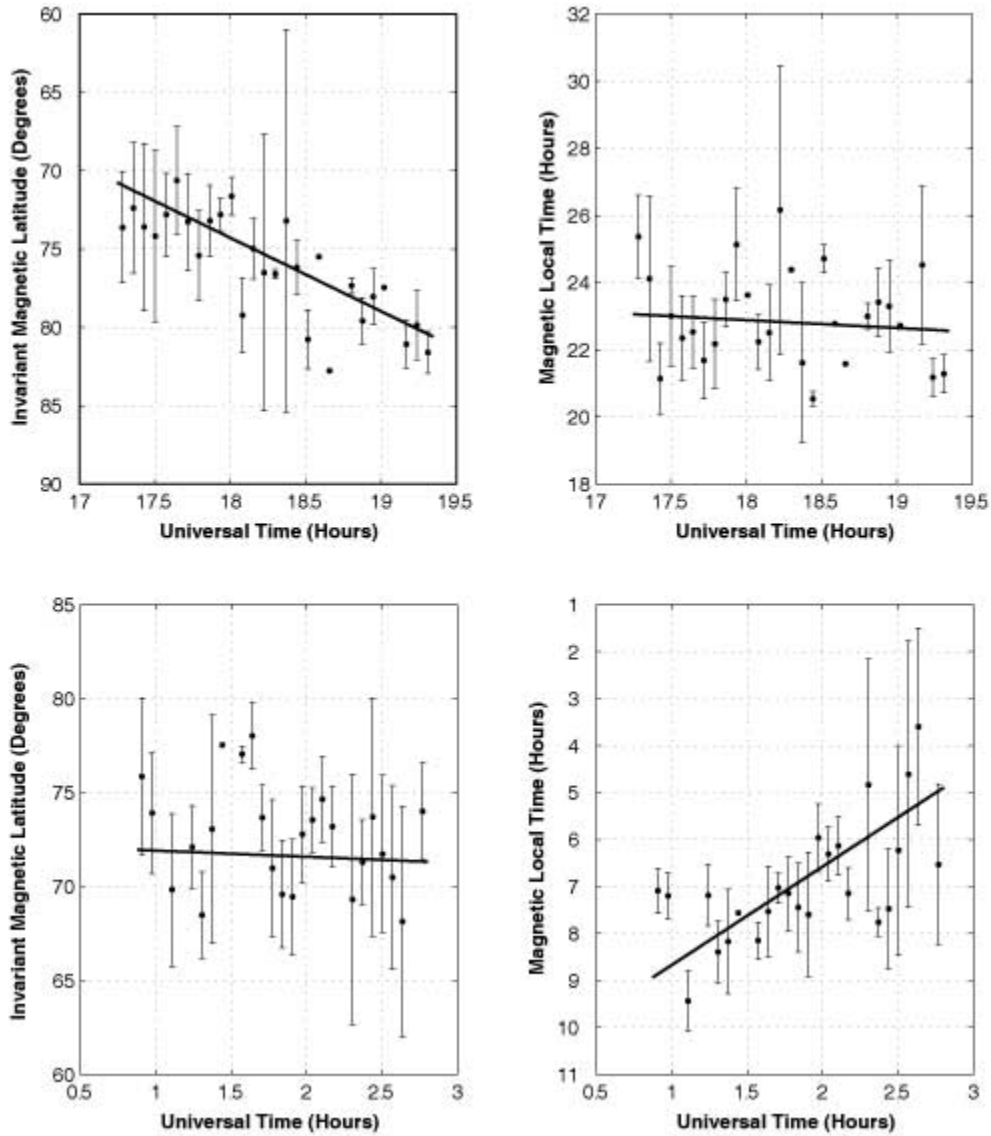 60
65
70
75
80
85
90
Invariant Magnetic Latitude (Degrees)
17 17.5 18 18.5 19 19.5
Universal Time (Hours)
32
30
28
26
24
22
20
18
Magnetic Local Time (Hours)
17 17.5 18 18.5 19 19.5
Universal Time (Hours)
85
80
75
70
65
60
Invariant Magnetic Latitude (Degrees)
0.5 1 1.5 2 2.5 3
Universal Time (Hours)
1
2
3
4
5
6
7
8
9
10
11
Magnetic Local Time (Hours)
0.5 1 1.5 2 2.5 3
Universal Time (Hours)